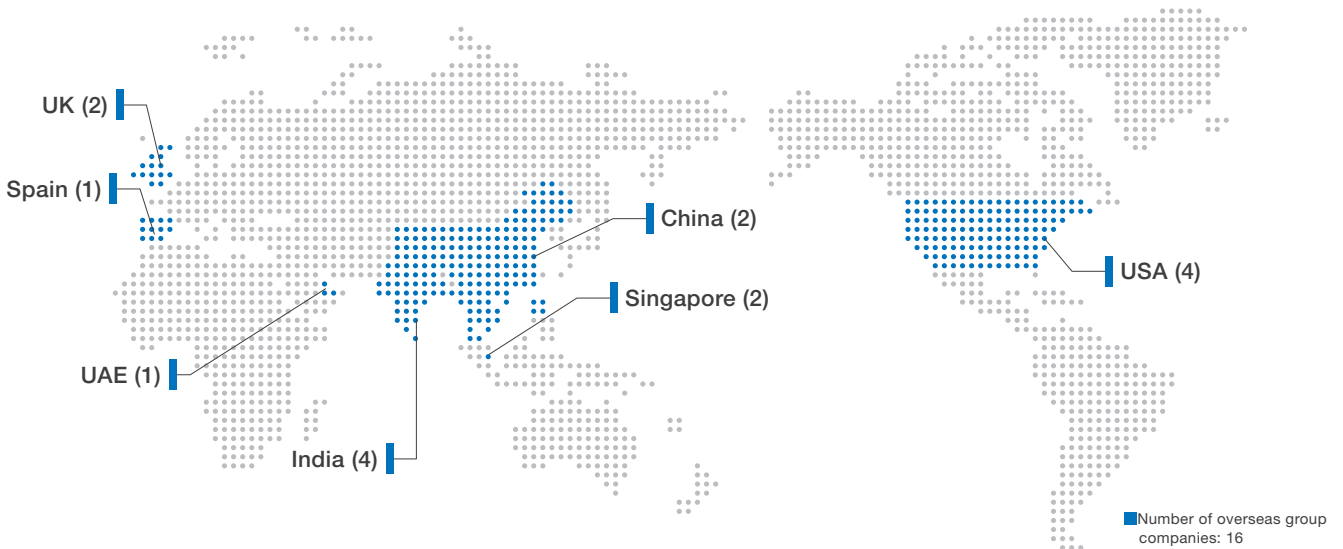 UK (2)
Spain (1)
China (2)
USA (4)
Singapore (2)
UAE (1)
India (4)
Number of overseas group
companies: 16